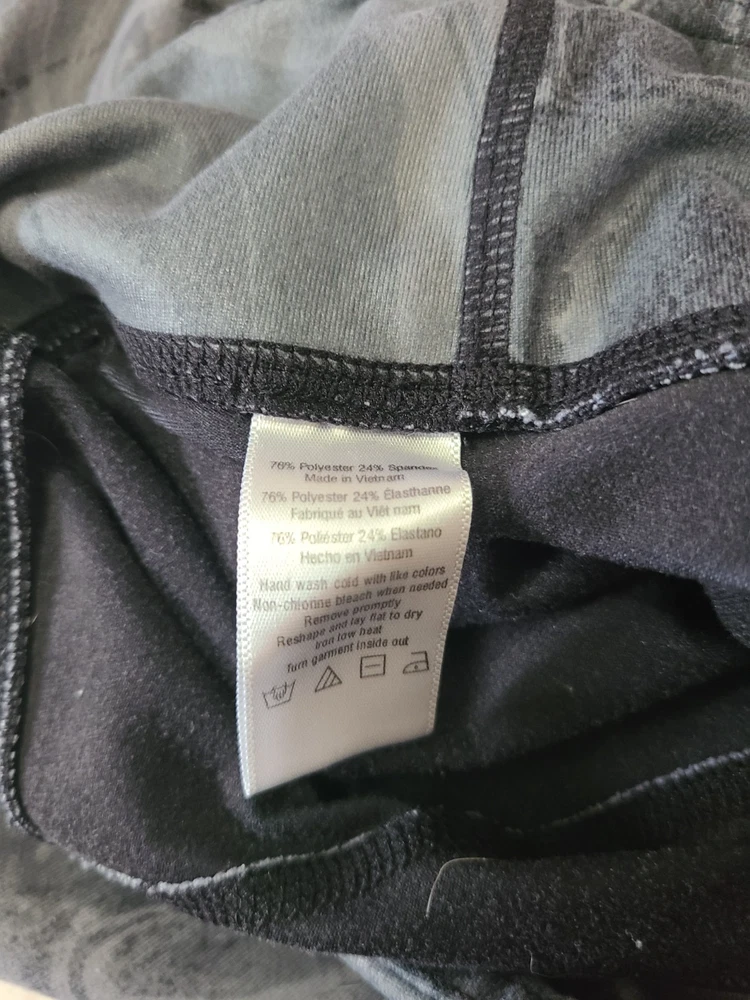 76% Polyester 24% Spandex
Made in Vietnam
76% Polyester 24% Élasthanne
Fabriqué au Viêt nam
76% Poliéster 24% Elastano
Hecho en Vietnam
Hand wash cold with like colors
Non-chlorine bleach when needed
Remove promptly
Reshape and lay flat to dry
Iron low heat
Turn garment inside out